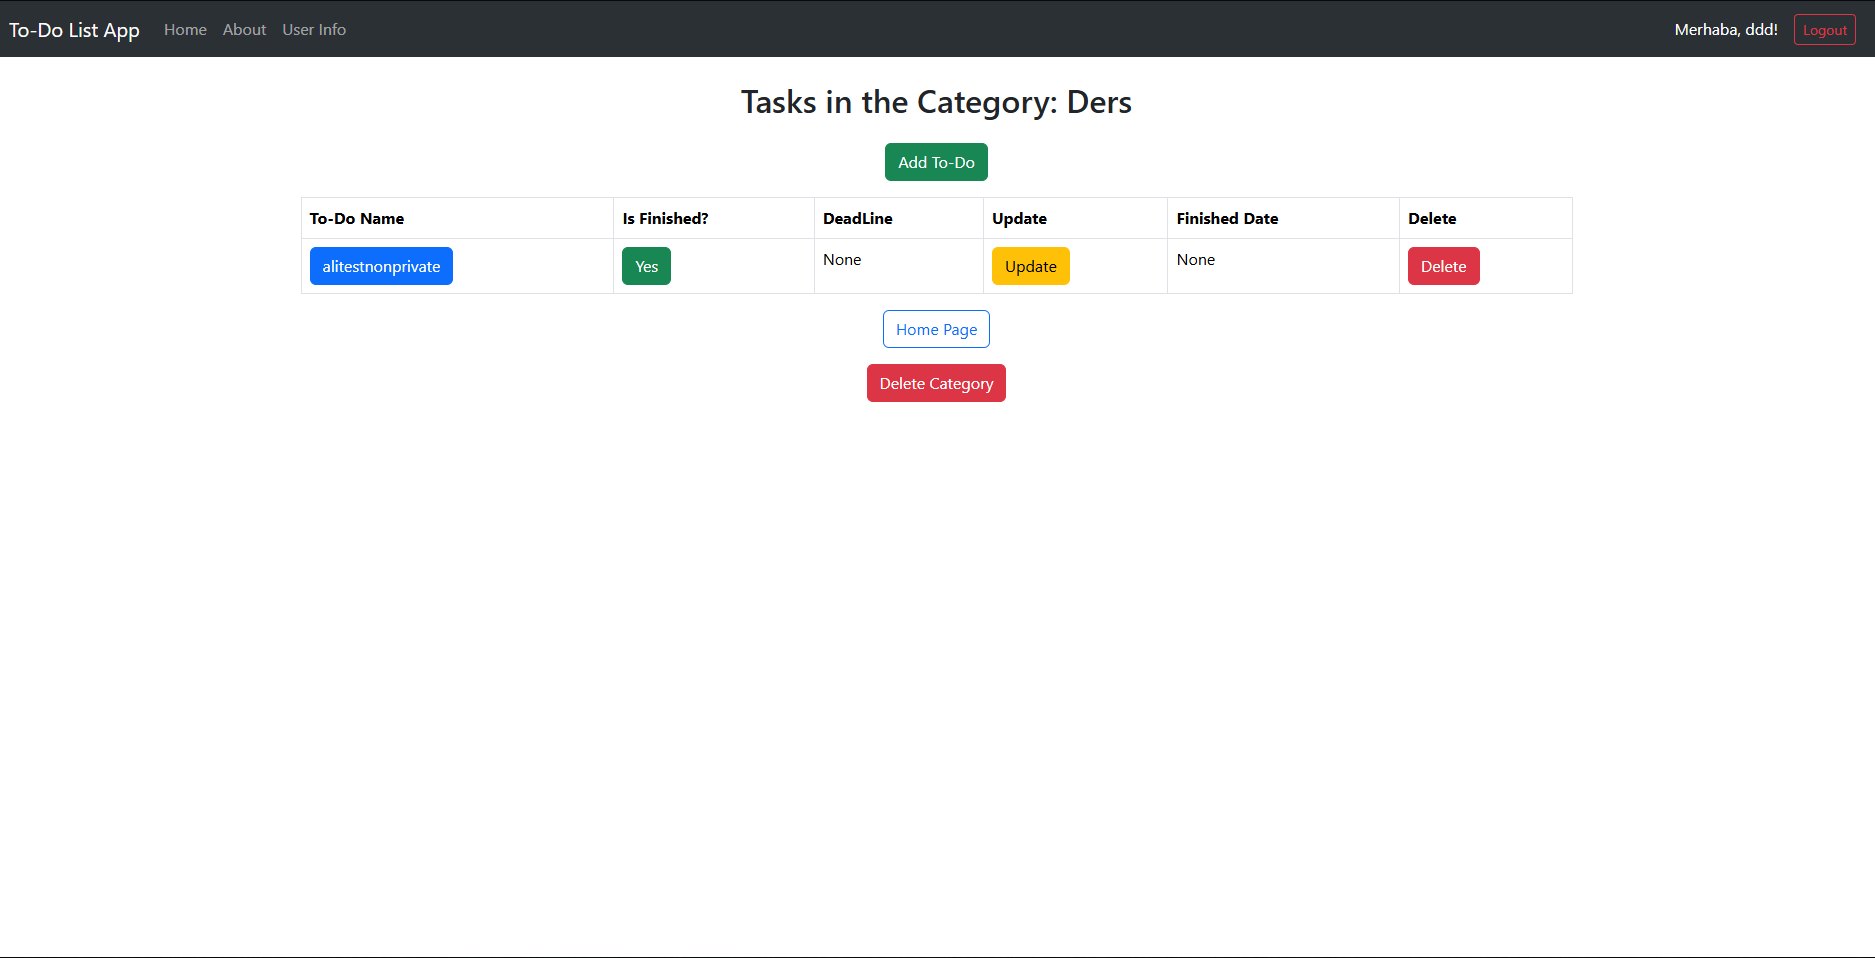 To-Do List App Home About User Info Merhaba, ddd! Logout
Tasks in the Category: Ders
Add To-Do
To-Do Name Is Finished? DeadLine Update Finished Date Delete
alitestnonprivate Yes None Update None Delete
Home Page
Delete Category